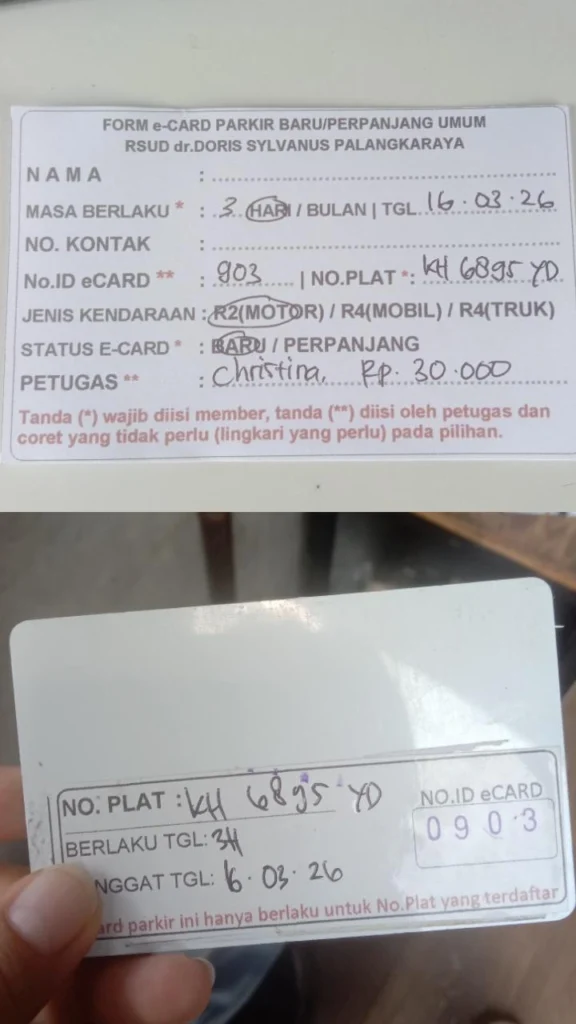 FORM e-CARD PARKIR BARU/PERPANJANG UMUM
RSUD dr.DORIS SYLVANUS PALANGKARAYA
NAMA :
MASA BERLAKU * : 3 HARI / BULAN | TGL 16.03.26
NO. KONTAK :
No.ID eCARD ** : 903 | NO.PLAT *: KH 6895 YD
JENIS KENDARAAN : R2(MOTOR) / R4(MOBIL) / R4(TRUK)
STATUS E-CARD * : BARU / PERPANJANG
PETUGAS ** : Christina, Rp. 30.000
Tanda (*) wajib diisi member, tanda (**) diisi oleh petugas dan
coret yang tidak perlu (lingkari yang perlu) pada pilihan.
NO. PLAT : KH 6895 YD
NO.ID eCARD
0903
BERLAKU TGL: 3H
NGGAT TGL: 16.03.26
ard parkir ini hanya berlaku untuk No.Plat yang terdaftar